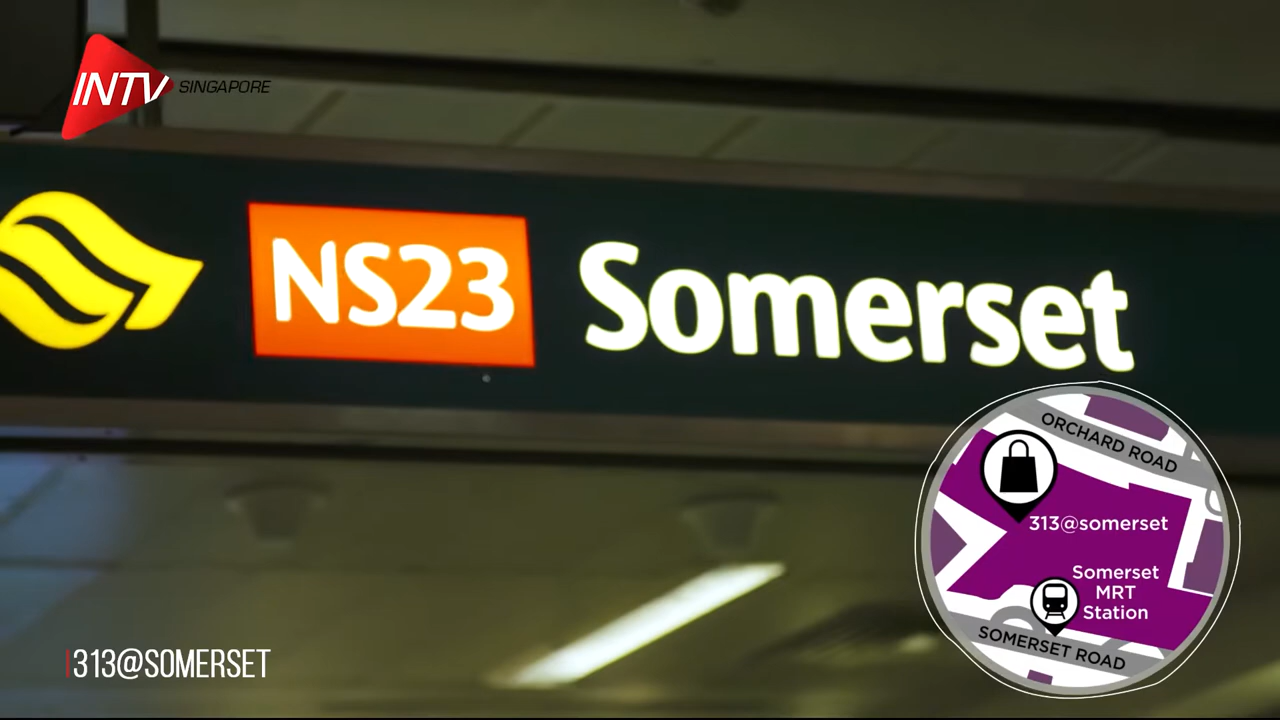 INTV SINGAPORE
NS23 Somerset
ORCHARD ROAD
313@somerset
Somerset
MRT
Station
SOMERSET ROAD
313@SOMERSET